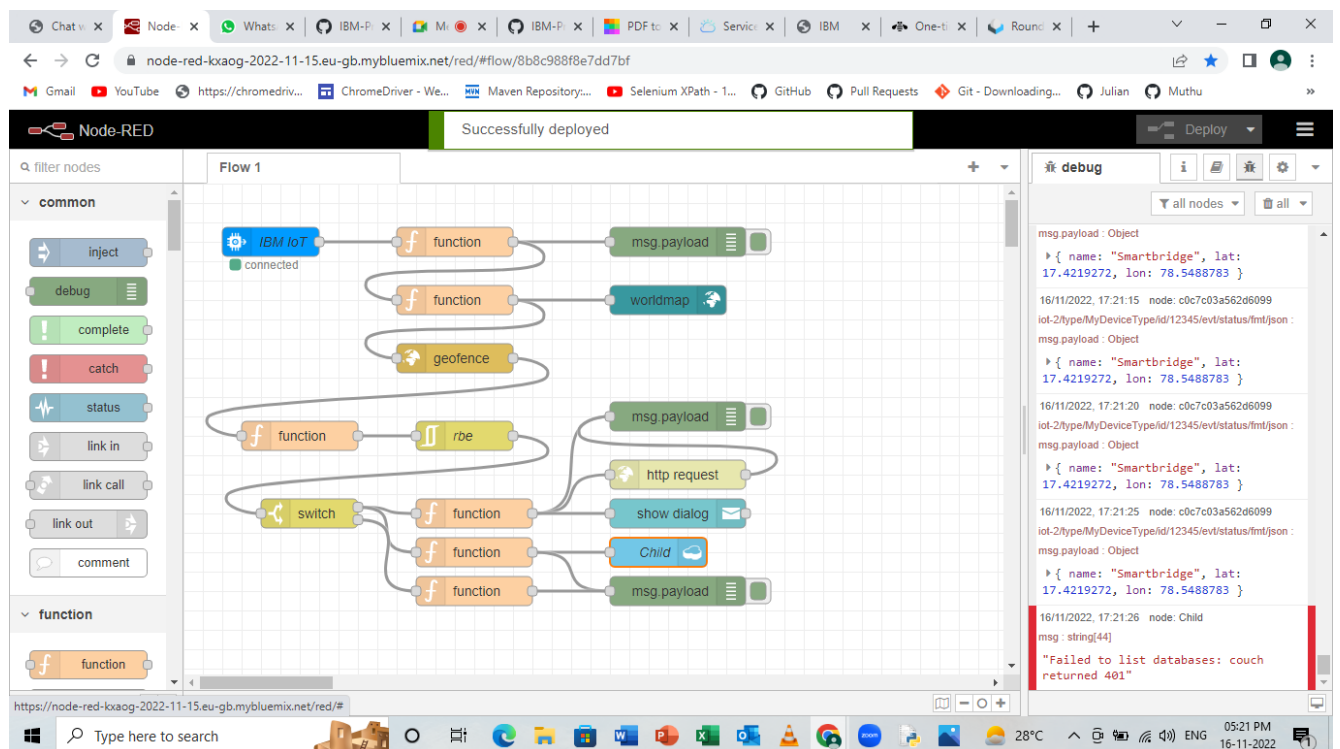 Chat w
Node-
Whats
IBM-Pr
M
IBM-P
PDF to
Service
IBM
One-ti
Round
node-red-kxaog-2022-11-15.eu-gb.mybluemix.net/red/#flow/8b8c988f8e7dd7bf
Gmail
YouTube
https://chromedriv...
ChromeDriver - We...
Maven Repository:...
Selenium XPath - 1...
GitHub
Pull Requests
Git - Downloading...
Julian
Muthu
»
Node-RED
Successfully deployed
Deploy
filter nodes
common
inject
debug
complete
catch
status
link in
link call
link out
comment
function
function
Flow 1
IBM IoT
connected
function
msg.payload
function
worldmap
geofence
msg.payload
function
rbe
http request
switch
function
show dialog
function
Child
function
msg.payload
debug
all nodes
all
msg.payload : Object
{ name: "Smartbridge", lat:
17.4219272, lon: 78.5488783 }
16/11/2022, 17:21:15 node: c0c7c03a562d6099
iot-2/type/MyDeviceType/id/12345/evt/status/fmt/json :
msg.payload : Object
{ name: "Smartbridge", lat:
17.4219272, lon: 78.5488783 }
16/11/2022, 17:21:20 node: c0c7c03a562d6099
iot-2/type/MyDeviceType/id/12345/evt/status/fmt/json :
msg.payload : Object
{ name: "Smartbridge", lat:
17.4219272, lon: 78.5488783 }
16/11/2022, 17:21:25 node: c0c7c03a562d6099
iot-2/type/MyDeviceType/id/12345/evt/status/fmt/json :
msg.payload : Object
{ name: "Smartbridge", lat:
17.4219272, lon: 78.5488783 }
16/11/2022, 17:21:26 node: Child
msg : string[44]
"Failed to list databases: couch
returned 401"
https://node-red-kxaog-2022-11-15.eu-gb.mybluemix.net/red/#
Type here to search
28°C
ENG
05:21 PM
16-11-2022